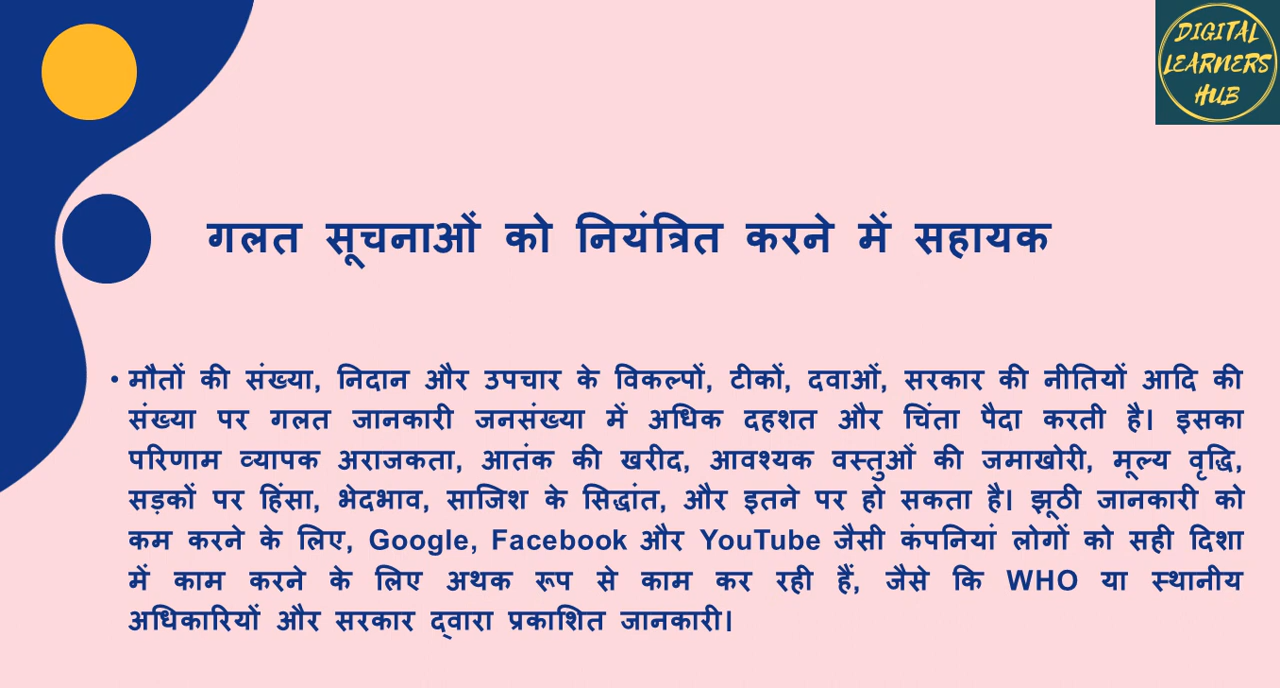 DIGITAL
LEARNERS
HUB
गलत सूचनाओं को नियंत्रित करने में सहायक
• मौतों की संख्या, निदान और उपचार के विकल्पों, टीकों, दवाओं, सरकार की नीतियों आदि की
संख्या पर गलत जानकारी जनसंख्या में अधिक दहशत और चिंता पैदा करती है। इसका
परिणाम व्यापक अराजकता, आतंक की खरीद, आवश्यक वस्तुओं की जमाखोरी, मूल्य वृद्धि,
सड़कों पर हिंसा, भेदभाव, साजिश के सिद्धांत, और इतने पर हो सकता है। झूठी जानकारी को
कम करने के लिए, Google, Facebook और YouTube जैसी कंपनियां लोगों को सही दिशा
में काम करने के लिए अथक रूप से काम कर रही हैं, जैसे कि WHO या स्थानीय
अधिकारियों और सरकार द्वारा प्रकाशित जानकारी।